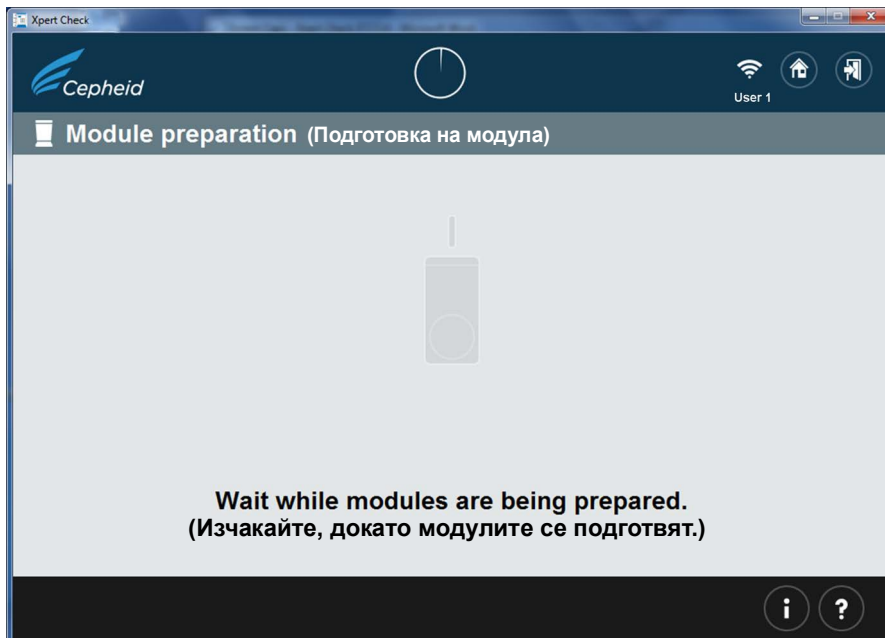 Xpert Check
Cepheid
User 1
Module preparation (Подготовка на модула)
Wait while modules are being prepared.
(Изчакайте, докато модулите се подготвят.)
i ?